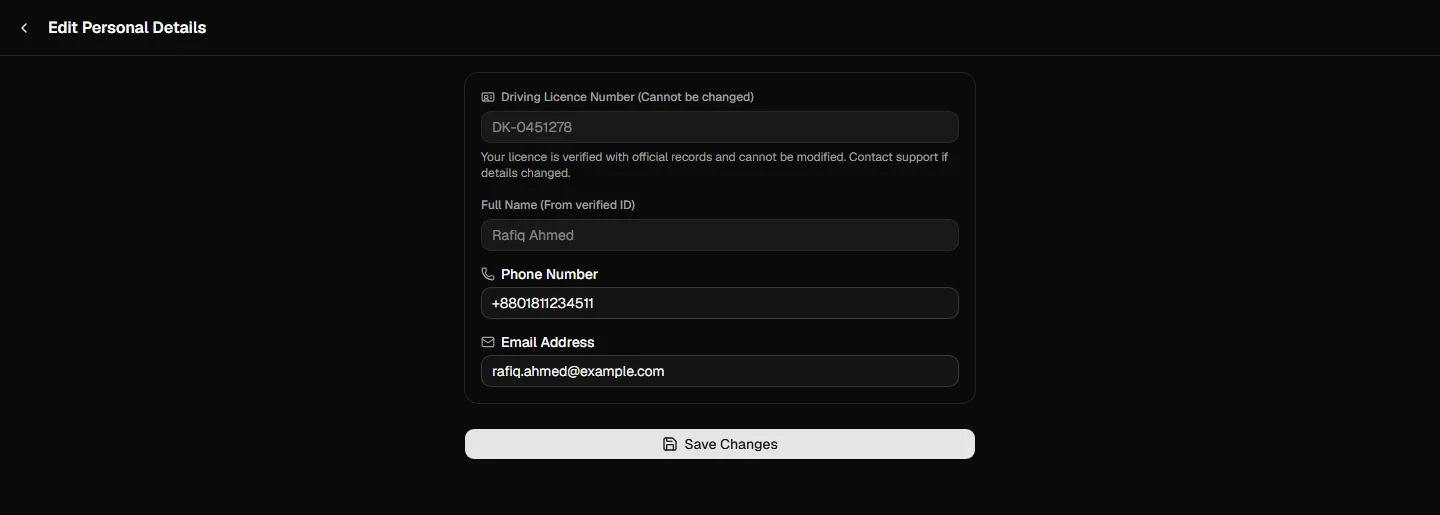 Edit Personal Details
Driving Licence Number (Cannot be changed)
DK-0451278
Your licence is verified with official records and cannot be modified. Contact support if
details changed.
Full Name (From verified ID)
Rafiq Ahmed
Phone Number
+8801811234511
Email Address
rafiq.ahmed@example.com
Save Changes